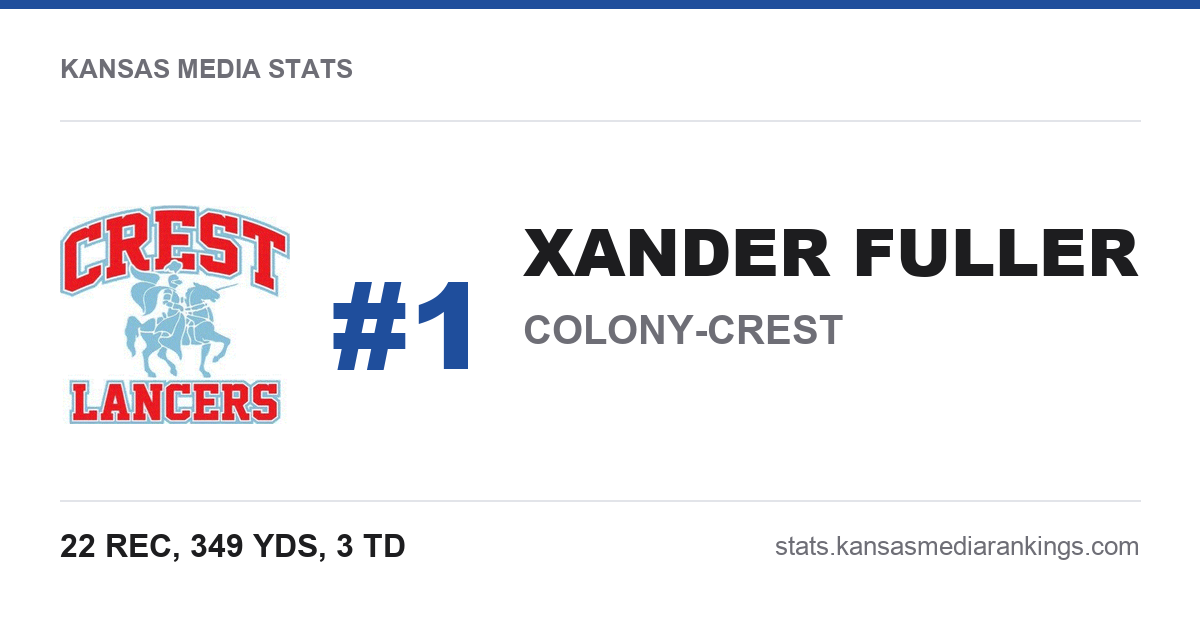 KANSAS MEDIA STATS
CREST
LANCERS
#1
XANDER FULLER
COLONY-CREST
22 REC, 349 YDS, 3 TD
stats.kansasmediarankings.com